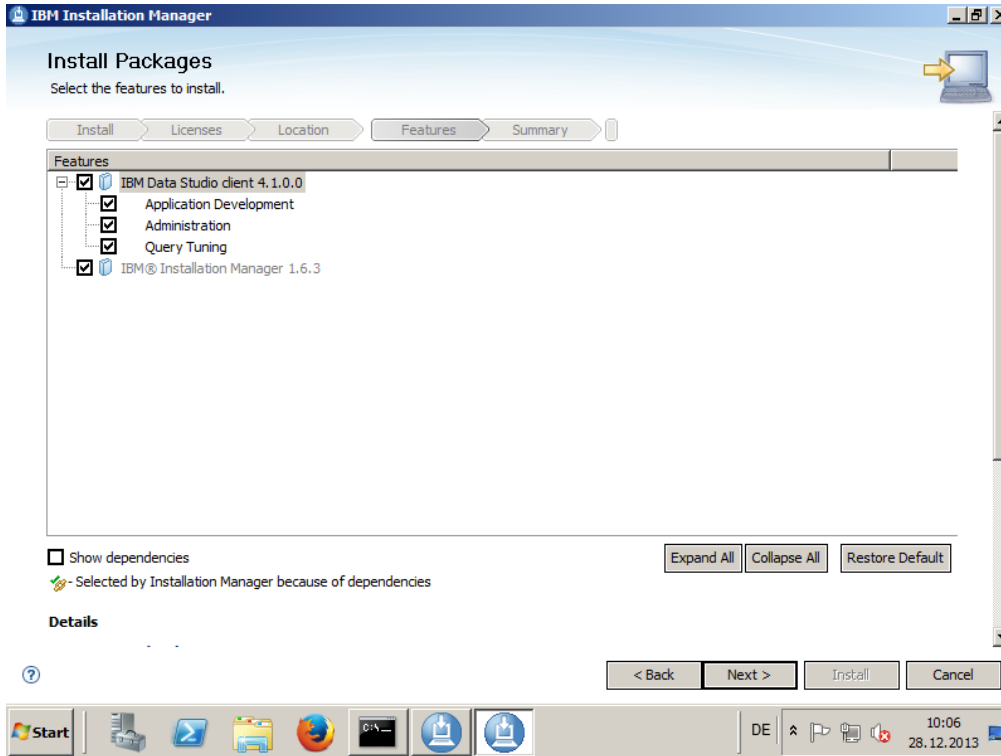 IBM Installation Manager
Install Packages
Select the features to install.
Install Licenses Location Features Summary
Features
IBM Data Studio client 4.1.0.0
Application Development
Administration
Query Tuning
IBM® Installation Manager 1.6.3
Show dependencies
Expand All Collapse All Restore Default
- Selected by Installation Manager because of dependencies
Details
? < Back Next > Install Cancel
Start C:\ DE 10:06
28.12.2013